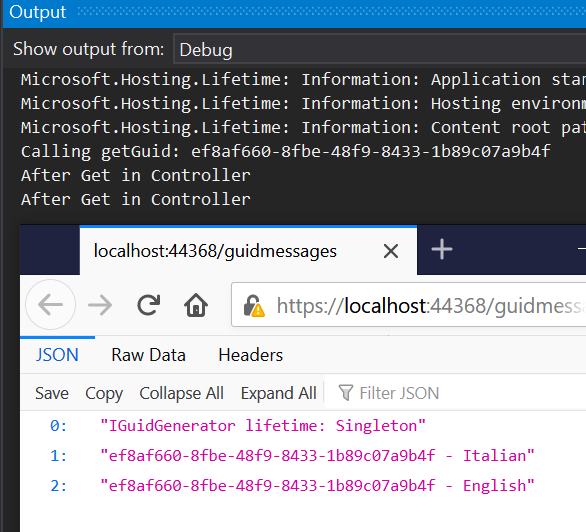 Output
Show output from: Debug
Microsoft.Hosting.Lifetime: Information: Application
Microsoft.Hosting.Lifetime: Information: Hosting
Microsoft.Hosting.Lifetime: Information: Content root
Calling getGuid: ef8af660-8fbe-48f9-8433-1b89c07a9b4f
After Get in Controller
After Get in Controller
localhost:44368/guidmessages
https://localhost:44368/guidmessa
JSON Raw Data Headers
Save Copy Collapse All Expand All Filter JSON
0: "IGuidGenerator lifetime: Singleton"
1: "ef8af660-8fbe-48f9-8433-1b89c07a9b4f - Italian"
2: "ef8af660-8fbe-48f9-8433-1b89c07a9b4f - English"